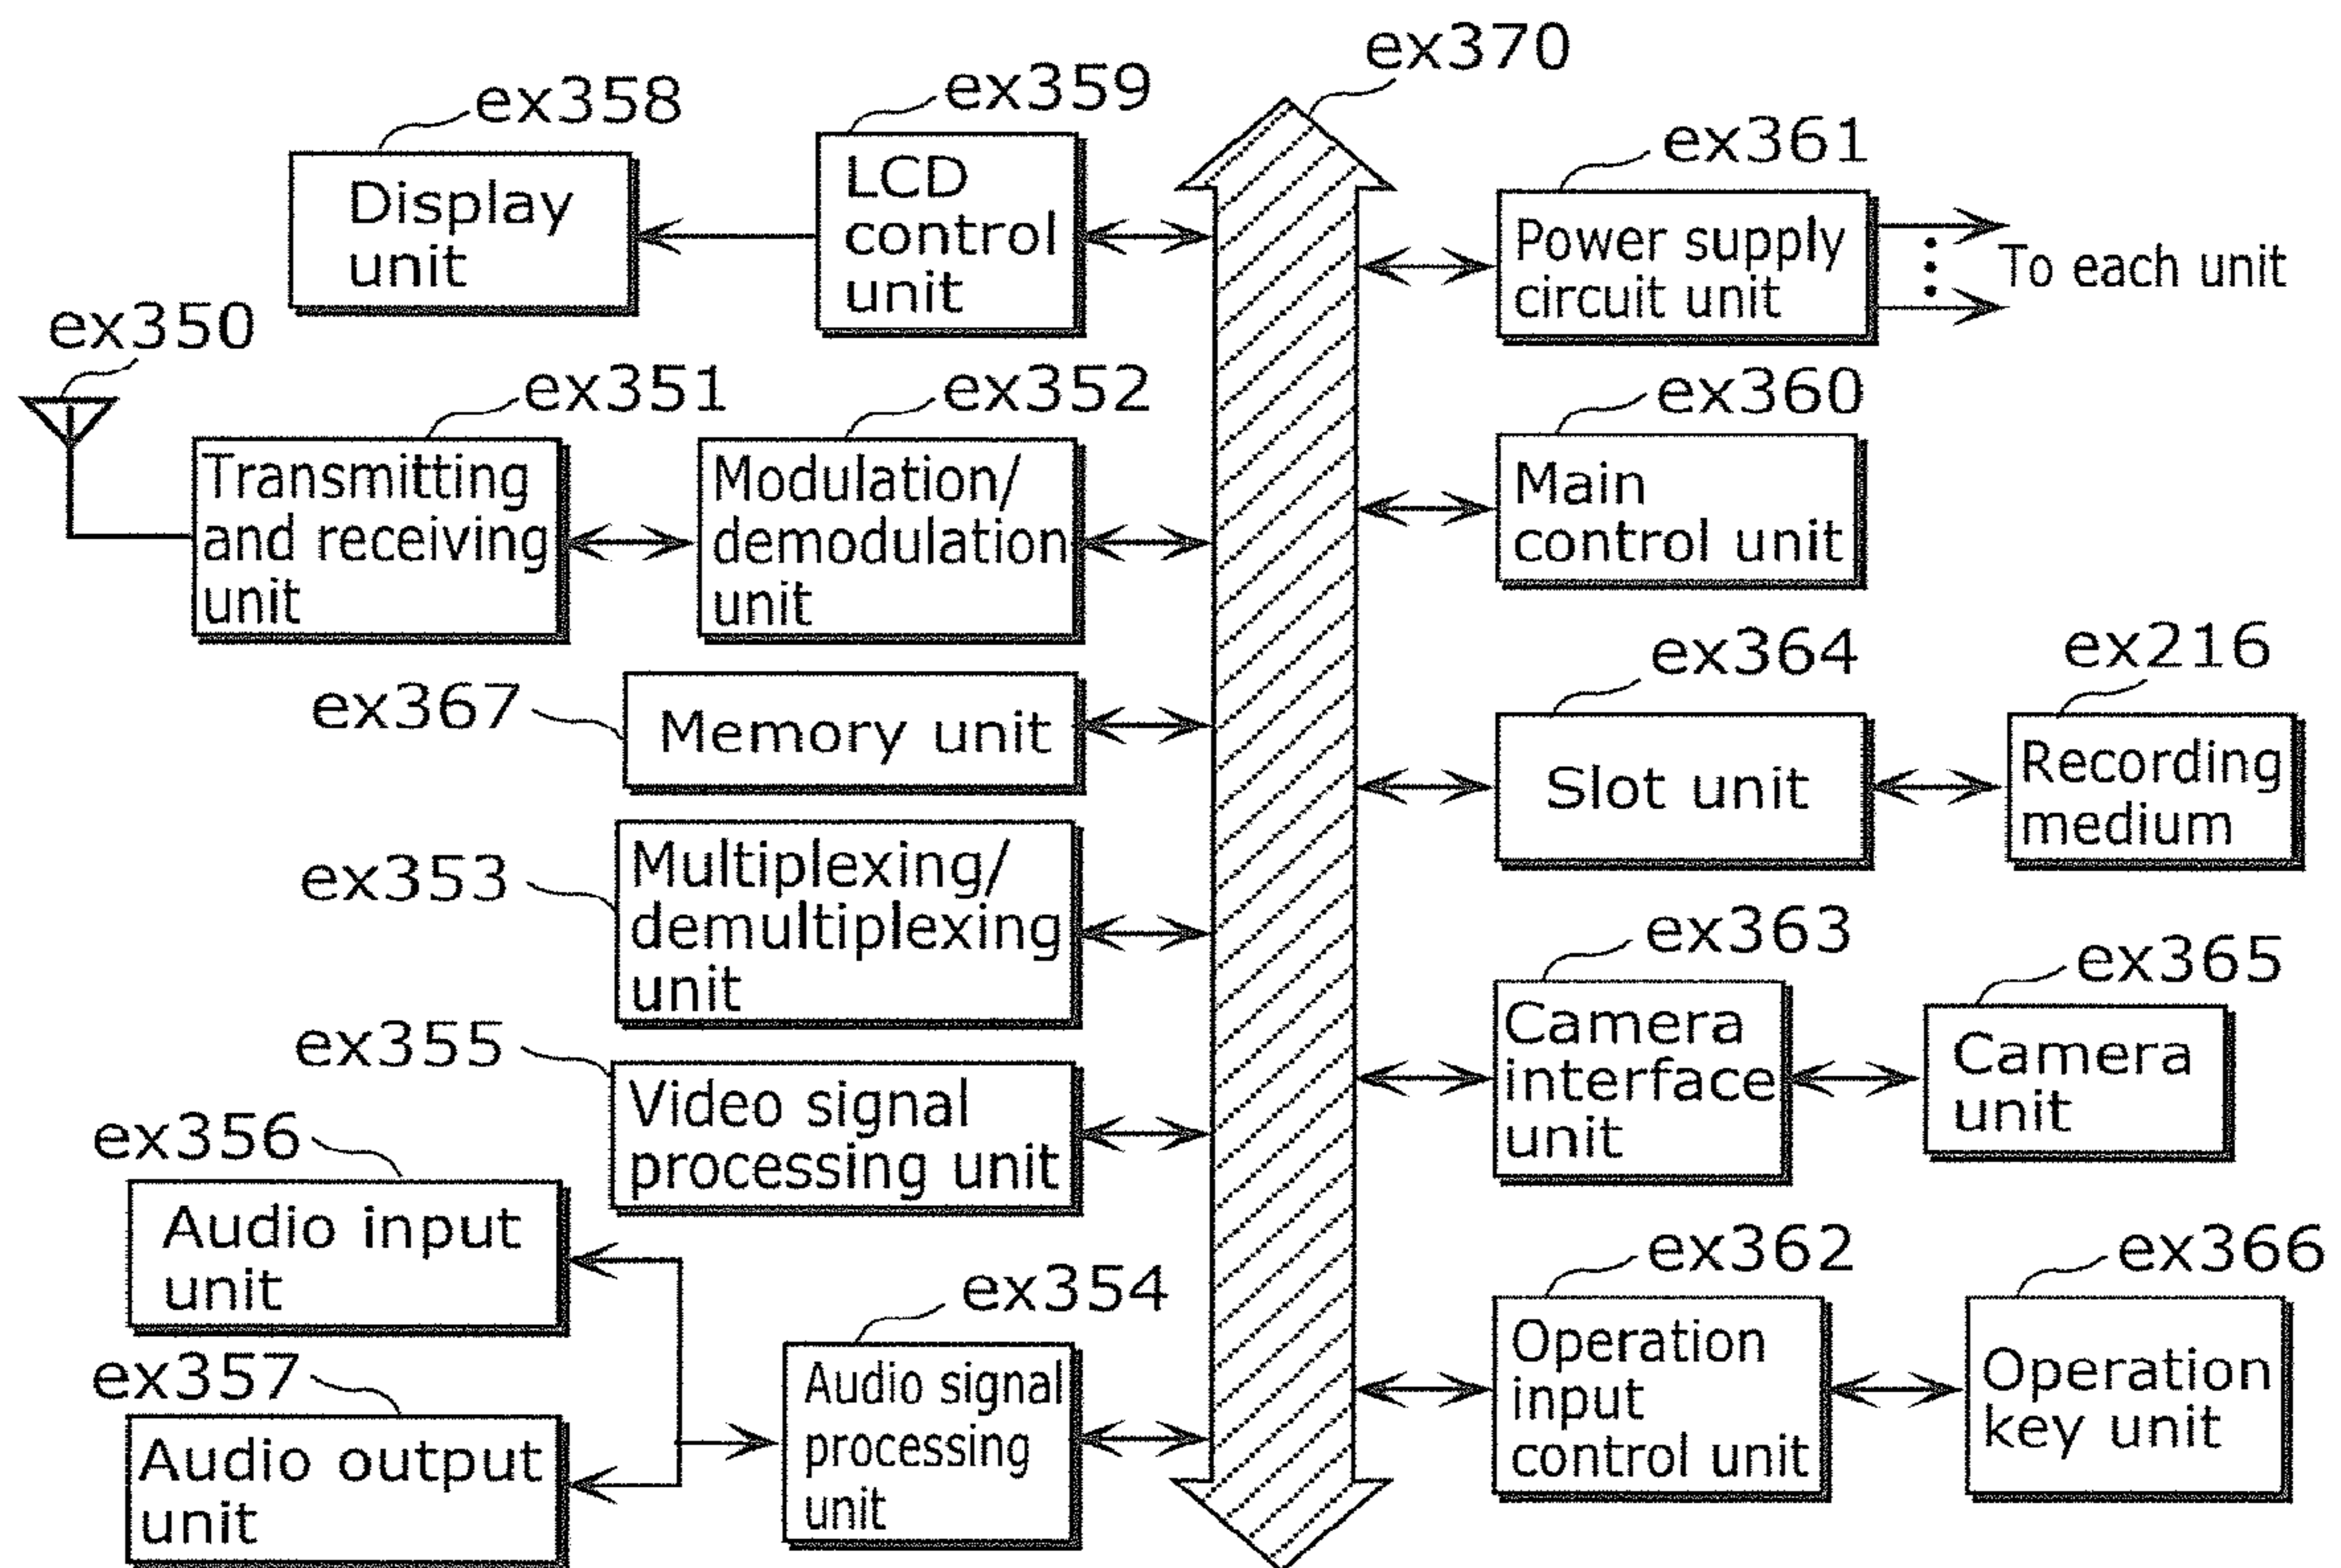 ex370
ex358
ex359
ex361
Display
unit
LCD
control
unit
Power supply
circuit unit
To each unit
ex350
ex351
ex352
ex360
Transmitting
and receiving
unit
Modulation/
demodulation
unit
Main
control unit
ex367
Memory unit
ex364
ex216
Slot unit
Recording
medium
ex353
Multiplexing/
demultiplexing
unit
ex363
ex365
Camera
interface
unit
Camera
unit
ex355
Video signal
processing unit
ex356
Audio input
unit
ex354
ex362
ex366
ex357
Audio output
unit
Audio signal
processing
unit
Operation
input
control unit
Operation
key unit